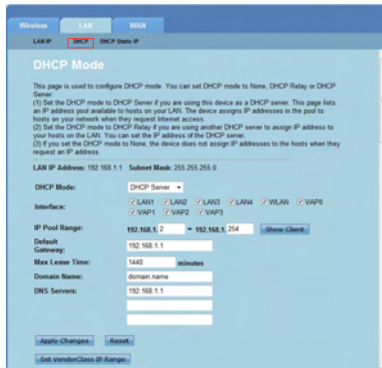 Wireless LAN WAN
LAN IP DHCP DHCP Static IP
DHCP Mode
This page is used to configure DHCP mode. You can set DHCP mode to None, DHCP Relay or DHCP
Server.
(1) Set the DHCP mode to DHCP Server if you are using this device as a DHCP server. This page lists
an IP address pool available to hosts on your LAN. The device assigns IP addresses in the pool to
hosts on your network when they request Internet access.
(2) Set the DHCP mode to DHCP Relay if you are using another DHCP server to assign IP address to
your hosts on the LAN. You can set the IP address of the DHCP server.
(3) If you set the DHCP mode to None, the device does not assign IP addresses to the hosts when they
request an IP address.
LAN IP Address: 192.168.1.1 Subnet Mask: 255.255.255.0
DHCP Mode: DHCP Server
Interface: LAN1 LAN2 LAN3 LAN4 WLAN VAP0
VAP1 VAP2 VAP3
IP Pool Range: 192.168.1. 2 - 192.168.1. 254 Show Client
Default
Gateway: 192.168.1.1
Max Lease Time: 1440 minutes
Domain Name: domain.name
DNS Servers: 192.168.1.1
Apply Changes Reset
Set VendorClass IP Range